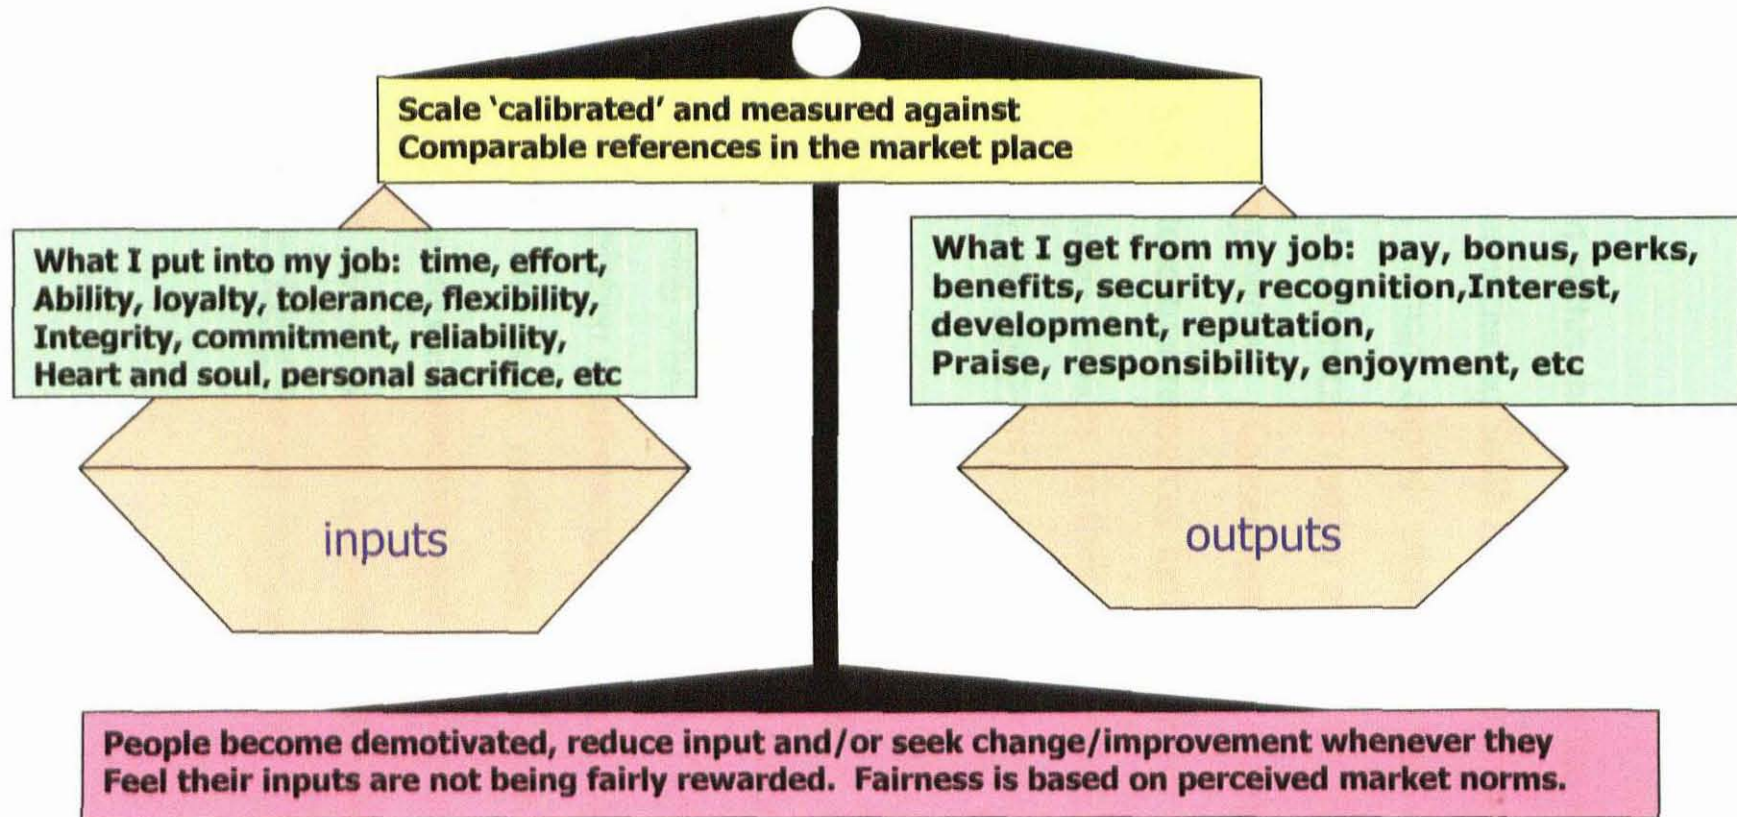 Scale ‘calibrated’ and measured against
Comparable references in the market place
What I put into my job: time, effort,
Ability, loyalty, tolerance, flexibility,
Integrity, commitment, reliability,
Heart and soul, personal sacrifice, etc
What I get from my job: pay, bonus, perks,
benefits, security, recognition,Interest,
development, reputation,
Praise, responsibility, enjoyment, etc
inputs
outputs
People become demotivated, reduce input and/or seek change/improvement whenever they
Feel their inputs are not being fairly rewarded. Fairness is based on perceived market norms.